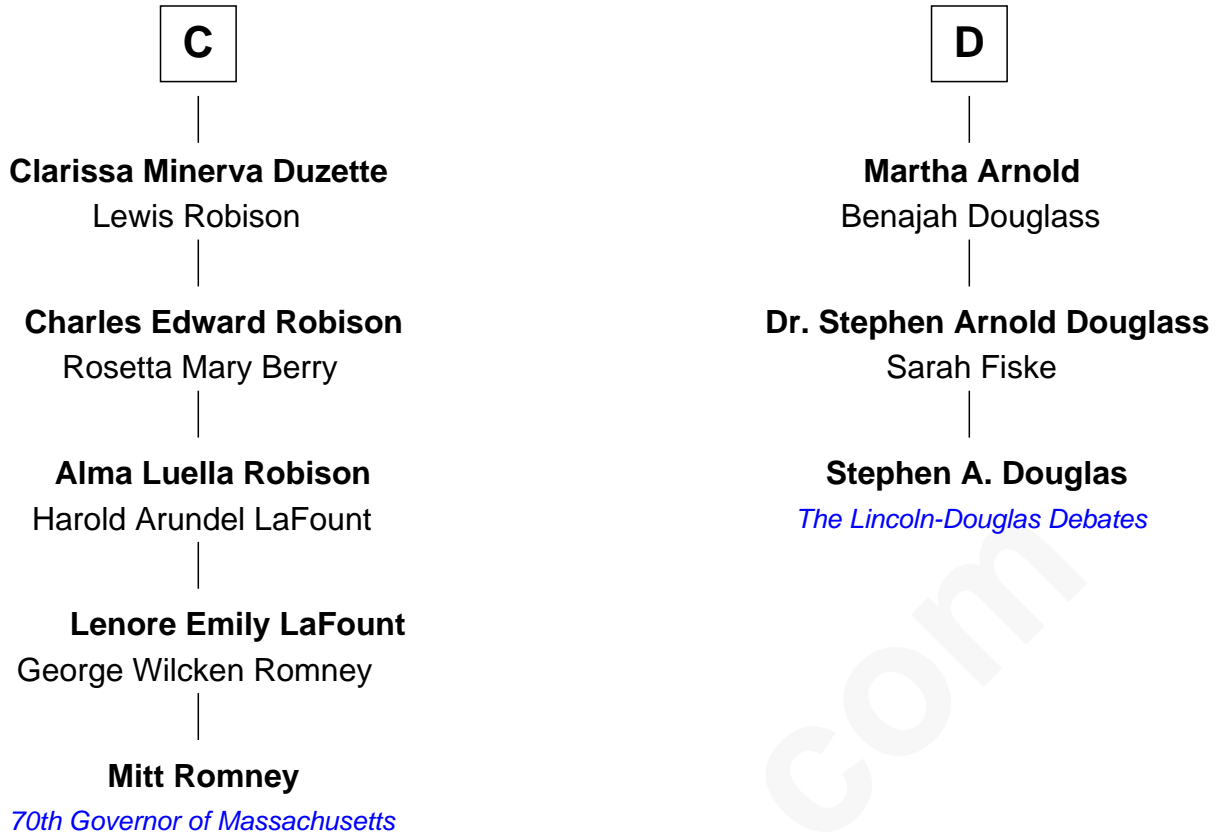 C
Clarissa Minerva Duzette
Lewis Robison
Charles Edward Robison
Rosetta Mary Berry
Alma Luella Robison
Harold Arundel LaFount
Lenore Emily LaFount
George Wilcken Romney
Mitt Romney
70th Governor of Massachusetts
D
Martha Arnold
Benajah Douglass
Dr. Stephen Arnold Douglass
Sarah Fiske
Stephen A. Douglas
The Lincoln-Douglas Debates
com